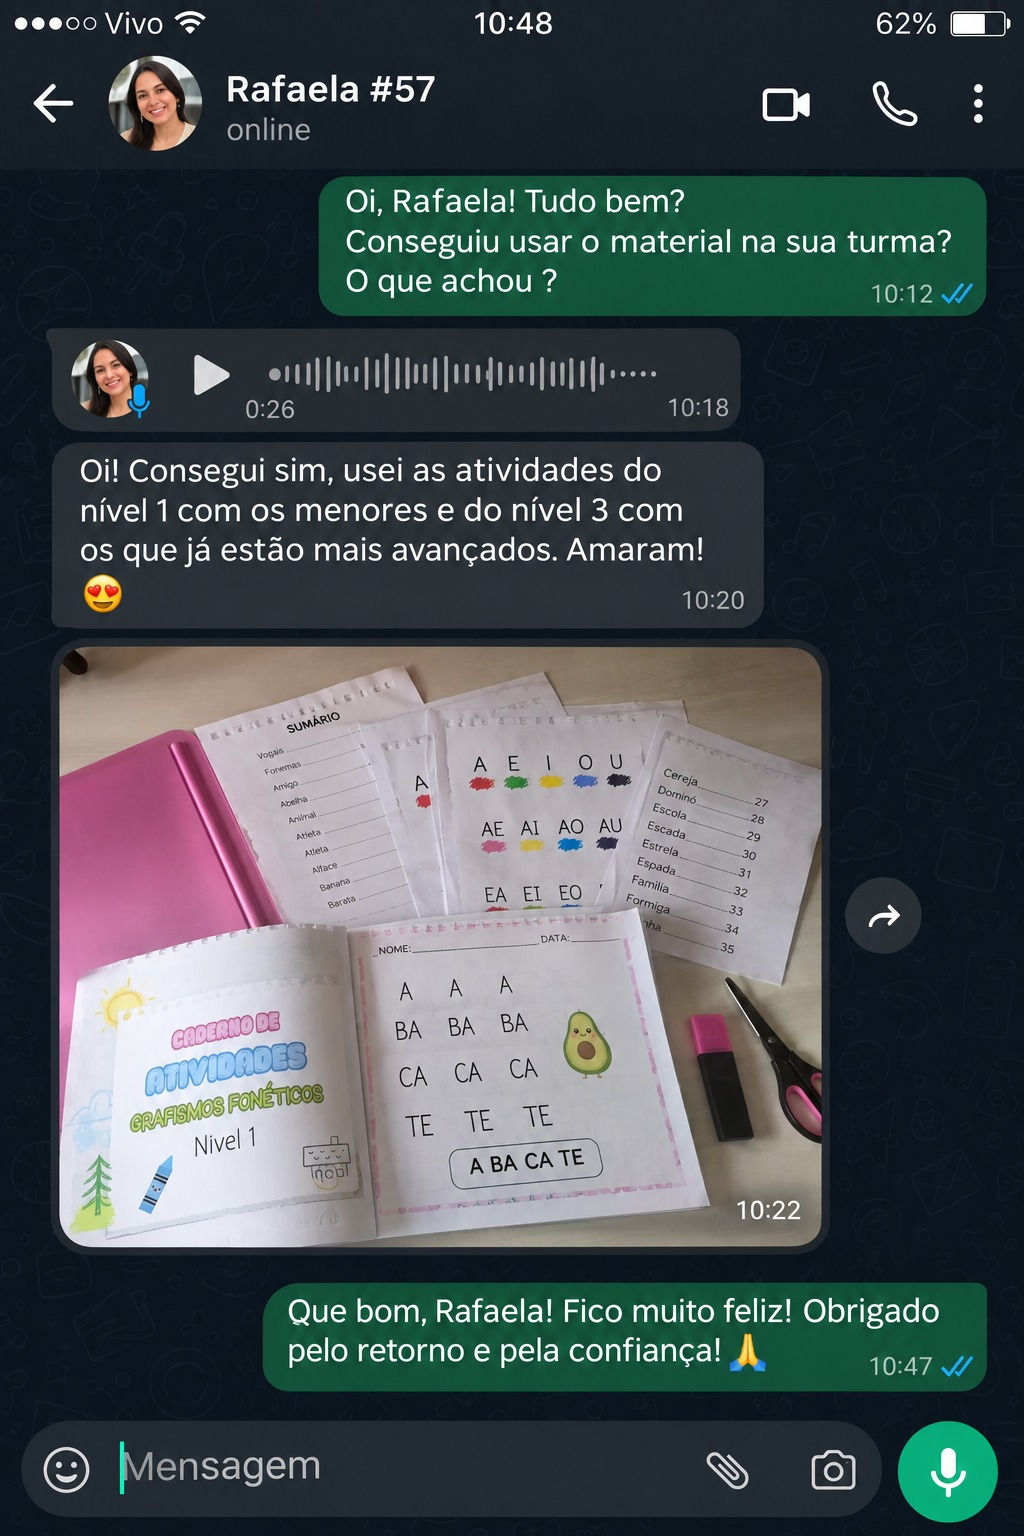 Vivo
10:48
62%
Rafaela #57
online
Oi, Rafaela! Tudo bem?
Conseguiu usar o material na sua turma?
O que achou ?
10:12
0:26
10:18
Oi! Consegui sim, usei as atividades do
nível 1 com os menores e do nível 3 com
os que já estão mais avançados. Amaram!
😍
10:20
SUMÁRIO
Vogais
Fonemas
Amigo
Abelha
Animal
Atleta
Atleta
Alface
Banana
Barata
A
A E I O U
AE AI AO AU
EA EI EO
Cereja 27
Dominó 28
Escola 29
Escada 30
Estrela 31
Espada 32
Família 33
Formiga 34
nha 35
CADERNO DE
ATIVIDADES
GRAFISMOS FONÉTICOS
Nivel 1
NOME: DATA:
A A A
BA BA BA
CA CA CA
TE TE TE
A BA CA TE
10:22
Que bom, Rafaela! Fico muito feliz! Obrigado
pelo retorno e pela confiança! 🙏
10:47
Mensagem